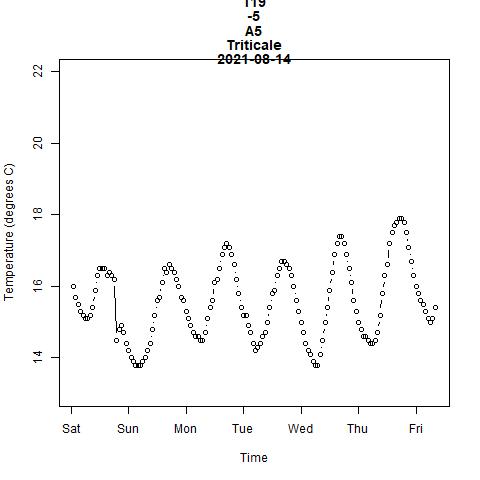 T19
-5
A5
Triticale
2021-08-14
22
20
18
16
14
Temperature (degrees C)
Sat Sun Mon Tue Wed Thu Fri
Time